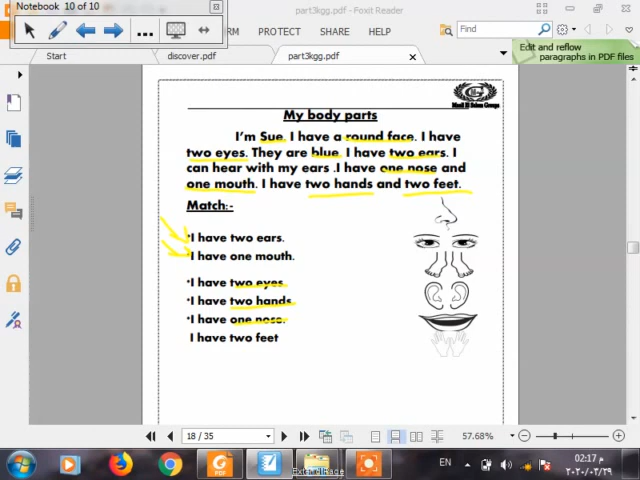 Notebook 10 of 10
part3kgg.pdf - Foxit Reader
RM PROTECT SHARE HELP
Find
Start
discover.pdf
part3kgg.pdf
Edit and reflow
paragraphs in PDF files
My body parts
I'm Sue. I have a round face. I have
two eyes. They are blue. I have two ears. I
can hear with my ears .I have one nose and
one mouth. I have two hands and two feet.
Match:-
*I have two ears.
I have one mouth.
*I have two eyes
*I have two hands
*I have one nose.
I have two feet
18 / 35
57.68%
EN
02:17 م
٢٠٢٠/٠٣/٢٩